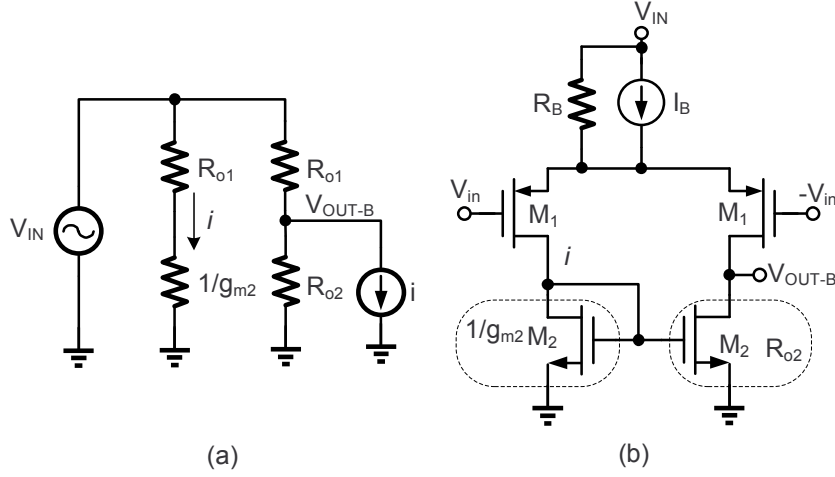 V_IN
R_o1
i
1/g_m2
R_o1
V_OUT-B
R_o2
i
(a)
V_IN
R_B
I_B
V_in
M_1
M_1
-V_in
i
V_OUT-B
1/g_m2 M_2
M_2
R_o2
(b)